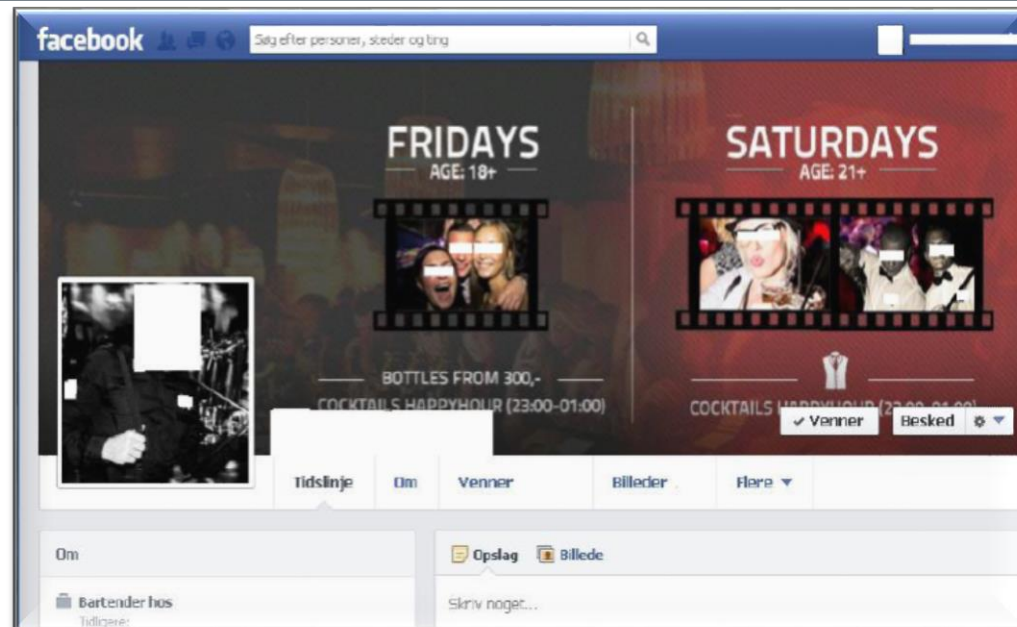 facebook
Søg efter personer, steder og ting
FRIDAYS
AGE: 18+
SATURDAYS
AGE: 21+
BOTTLES FROM 300,-
COCKTAILS HAPPYHOUR (23:00-01:00)
COCKTAILS
✓ Venner
Besked
Tidslinje
Om
Venner
Billeder
Flere
Om
Opslag
Billede
Bartender hos
Tidligere:
Skriv noget...